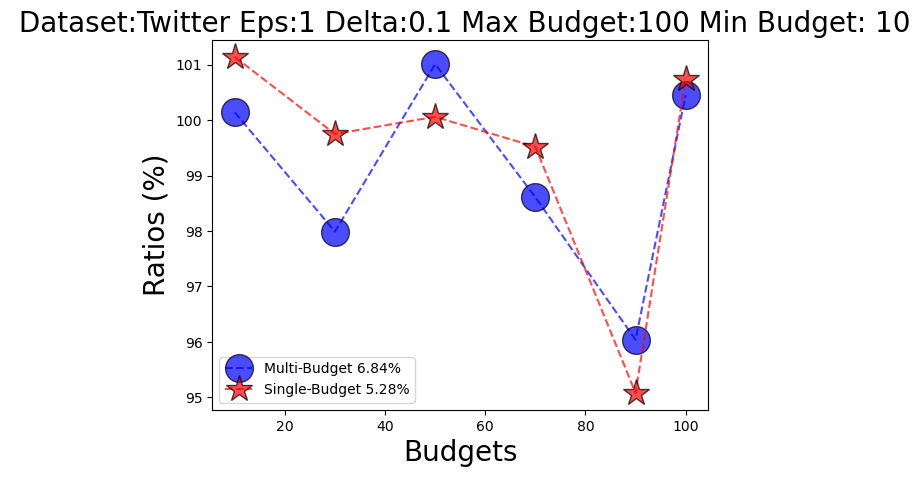 Dataset:Twitter Eps:1 Delta:0.1 Max Budget:100 Min Budget: 10
101
100
99
98
97
96
95
Ratios (%)
Multi-Budget 6.84%
Single-Budget 5.28%
20 40 60 80 100
Budgets